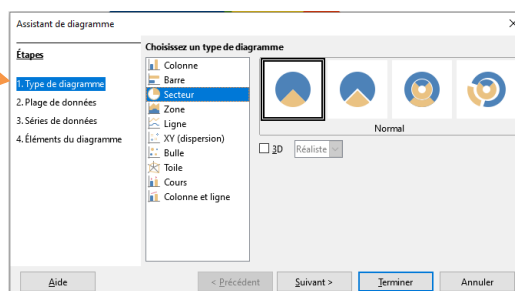 Assistant de diagramme
Étapes
1. Type de diagramme
2. Plage de données
3. Séries de données
4. Éléments du diagramme
Choisissez un type de diagramme
Colonne
Barre
Secteur
Zone
Ligne
XY (dispersion)
Bulle
Toile
Cours
Colonne et ligne
Normal
3D Réaliste
Aide
< Précédent
Suivant >
Terminer
Annuler